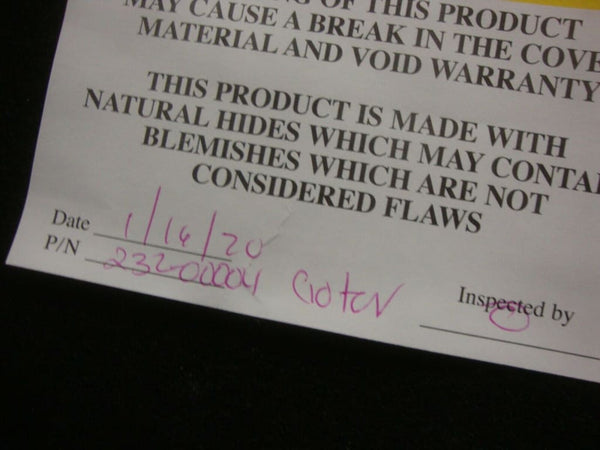 OF THIS PRODUCT
MAY CAUSE A BREAK IN THE COVE
MATERIAL AND VOID WARRANTY
THIS PRODUCT IS MADE WITH
NATURAL HIDES WHICH MAY CONTA
BLEMISHES WHICH ARE NOT
CONSIDERED FLAWS
Date 1/16/20
P/N 232-00004
Inspected by